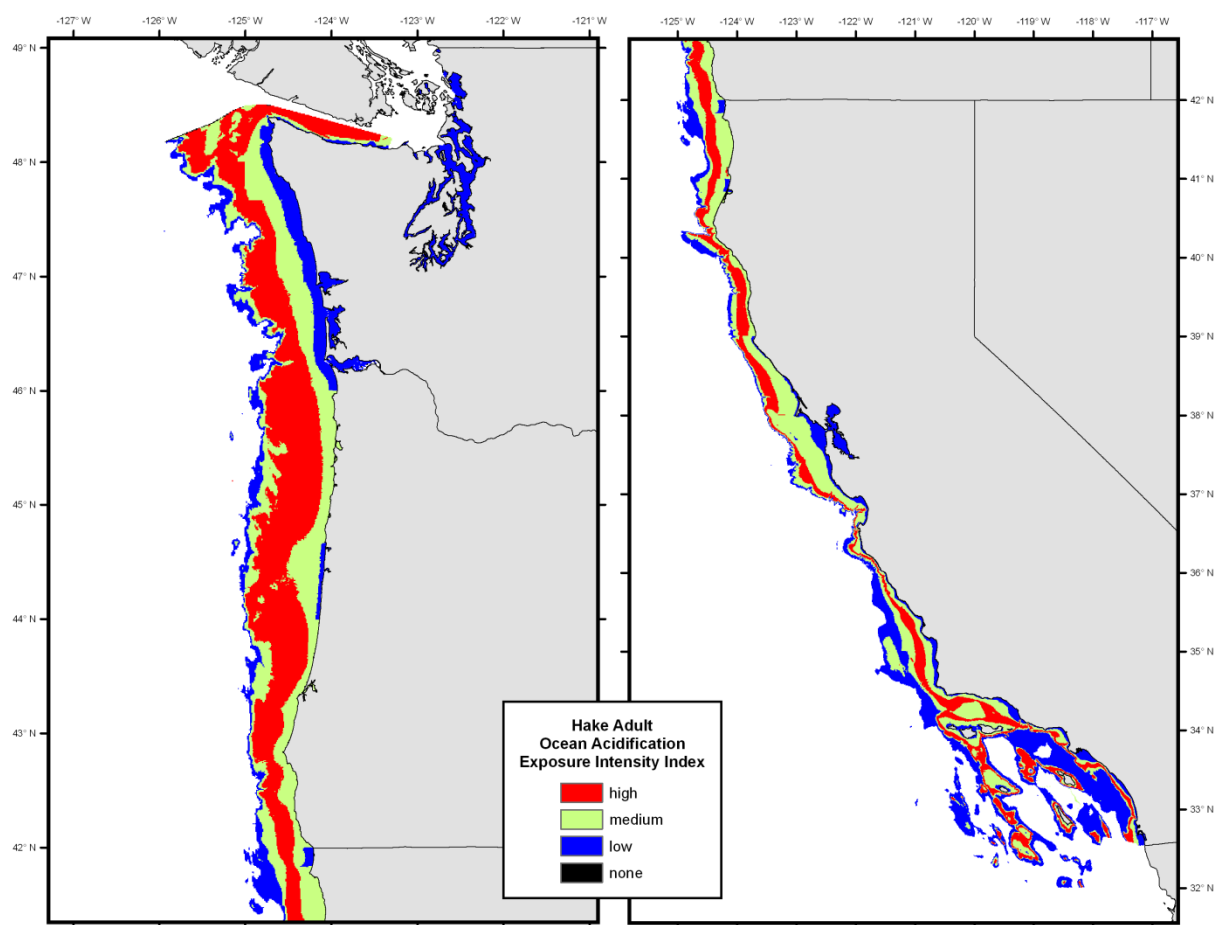 -127° W -126° W -125° W -124° W -123° W -122° W -121° W
-125° W -124° W -123° W -122° W -121° W -120° W -119° W -118° W -117° W
49° N
48° N
47° N
46° N
45° N
44° N
43° N
42° N
42° N
41° N
40° N
39° N
38° N
37° N
36° N
35° N
34° N
33° N
32° N
Hake Adult
Ocean Acidification
Exposure Intensity Index
high
medium
low
none